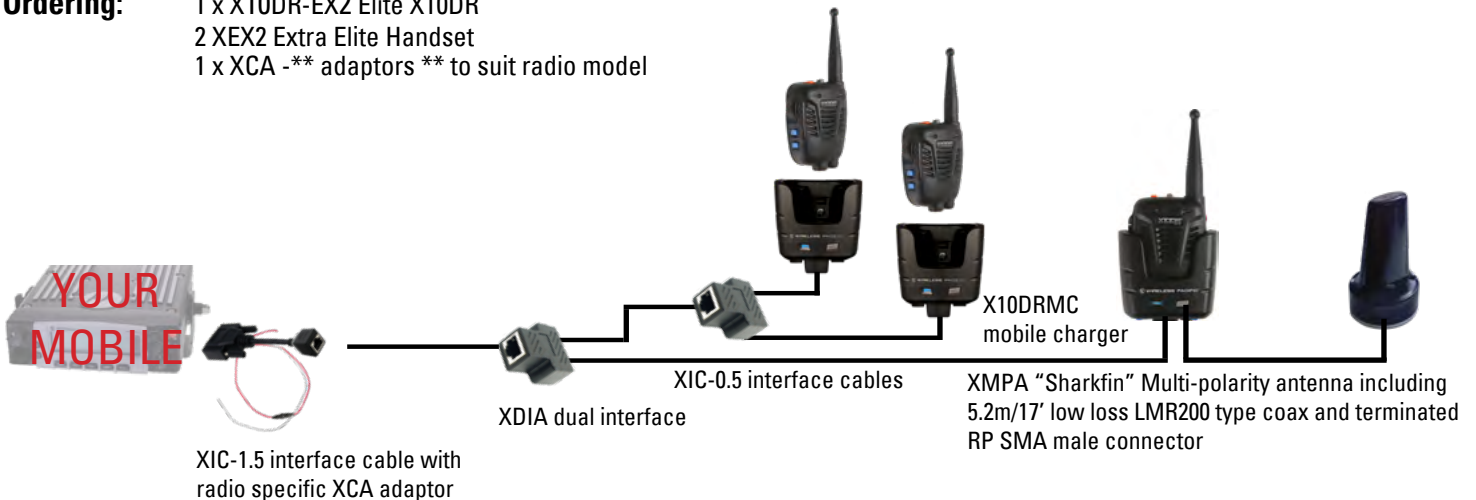 Ordering:
1 x X10DR-EX2 Elite X10DR
2 XEX2 Extra Elite Handset
1 x XCA -** adaptors ** to suit radio model
YOUR
MOBILE
WIRELESS PACIFIC
X10DRMC
mobile charger
XIC-0.5 interface cables
XMPA “Sharkfin” Multi-polarity antenna including
5.2m/17’ low loss LMR200 type coax and terminated
RP SMA male connector
XDIA dual interface
XIC-1.5 interface cable with
radio specific XCA adaptor